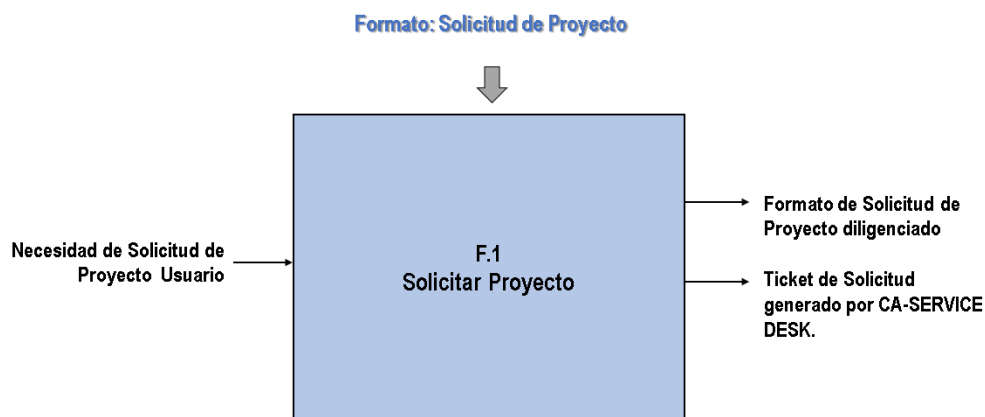 Formato: Solicitud de Proyecto
Necesidad de Solicitud de
Proyecto Usuario
F.1
Solicitar Proyecto
Formato de Solicitud de
Proyecto diligenciado
Ticket de Solicitud
generado por CA-SERVICE
DESK.